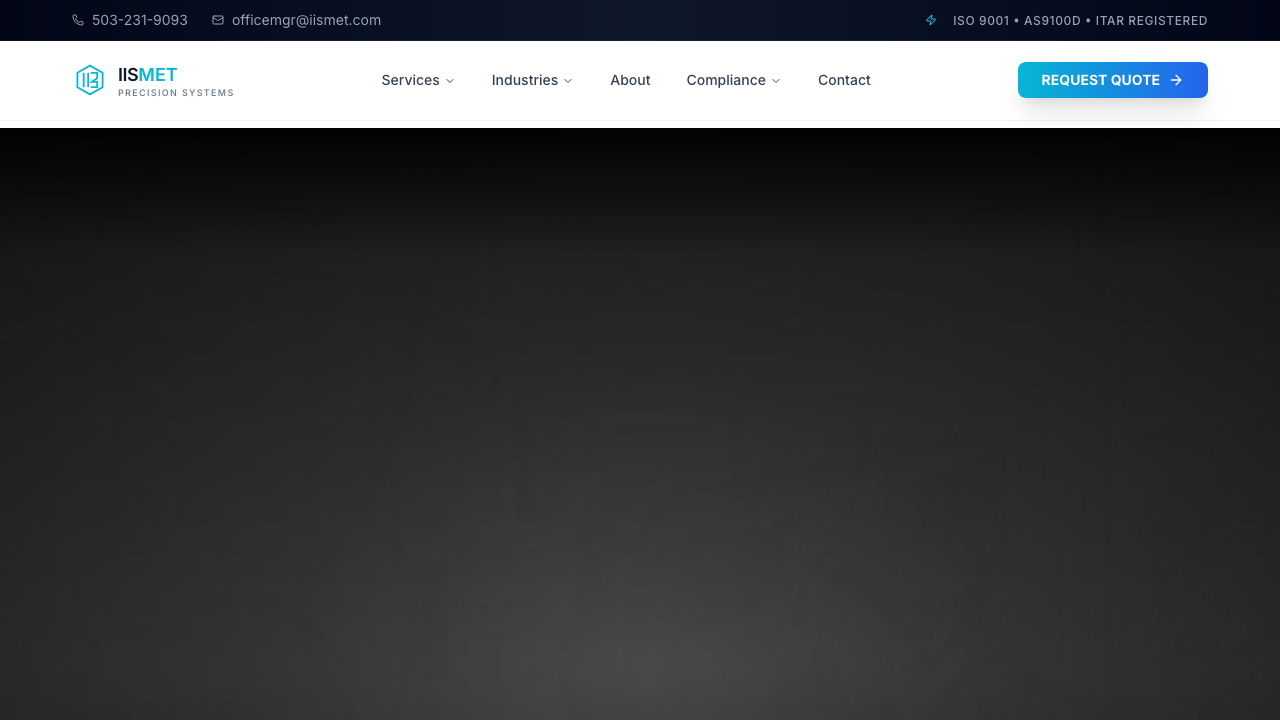 503-231-9093
officemgr@iismet.com
ISO 9001 • AS9100D • ITAR REGISTERED
IISMET
PRECISION SYSTEMS
Services
Industries
About
Compliance
Contact
REQUEST QUOTE